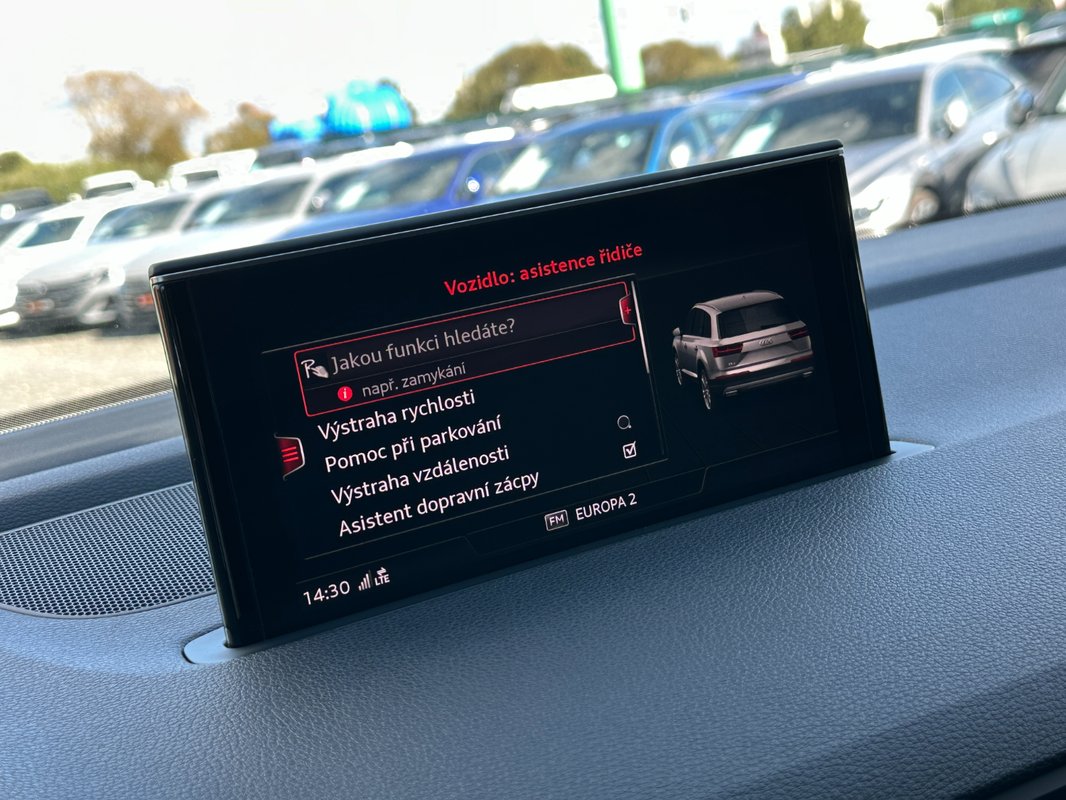 Vozidlo: asistence řidiče
Jakou funkci hledáte?
i např. zamykání
Výstraha rychlosti
Pomoc při parkování
Výstraha vzdálenosti
Asistent dopravní zácpy
FM EUROPA 2
14:30 LTE